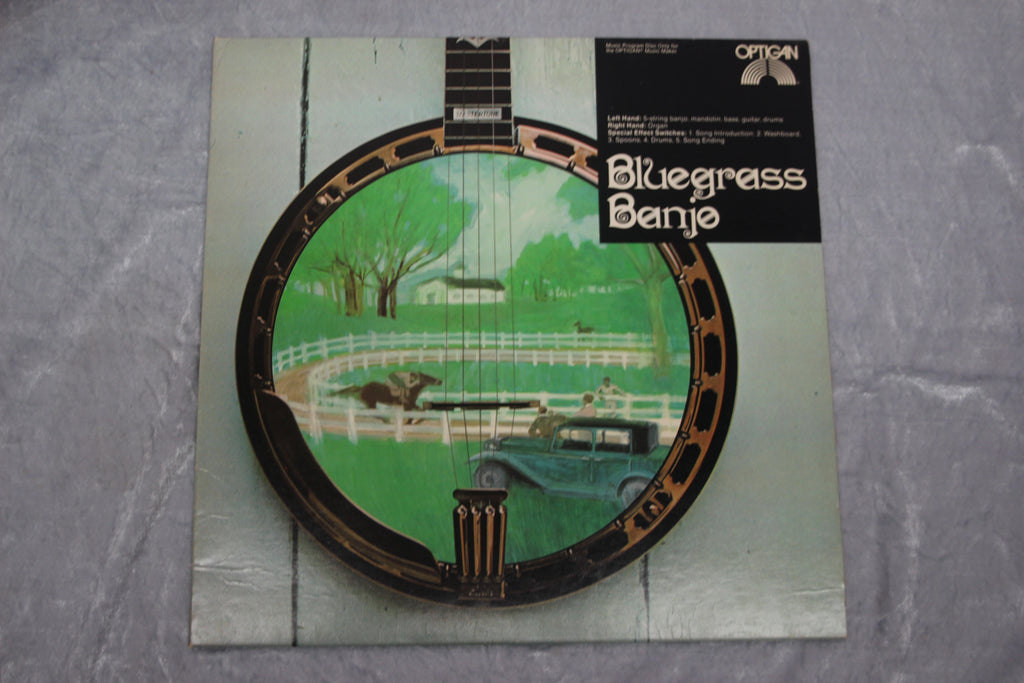 Music Program Disc Only for
the OPTIGAN® Music Maker
OPTIGAN
Left Hand: 5-string banjo, mandolin, bass, guitar, drums
Right Hand: Organ
Special Effect Switches: 1. Song Introduction, 2. Washboard,
3. Spoons, 4. Drums, 5. Song Ending
Bluegrass
Banjo